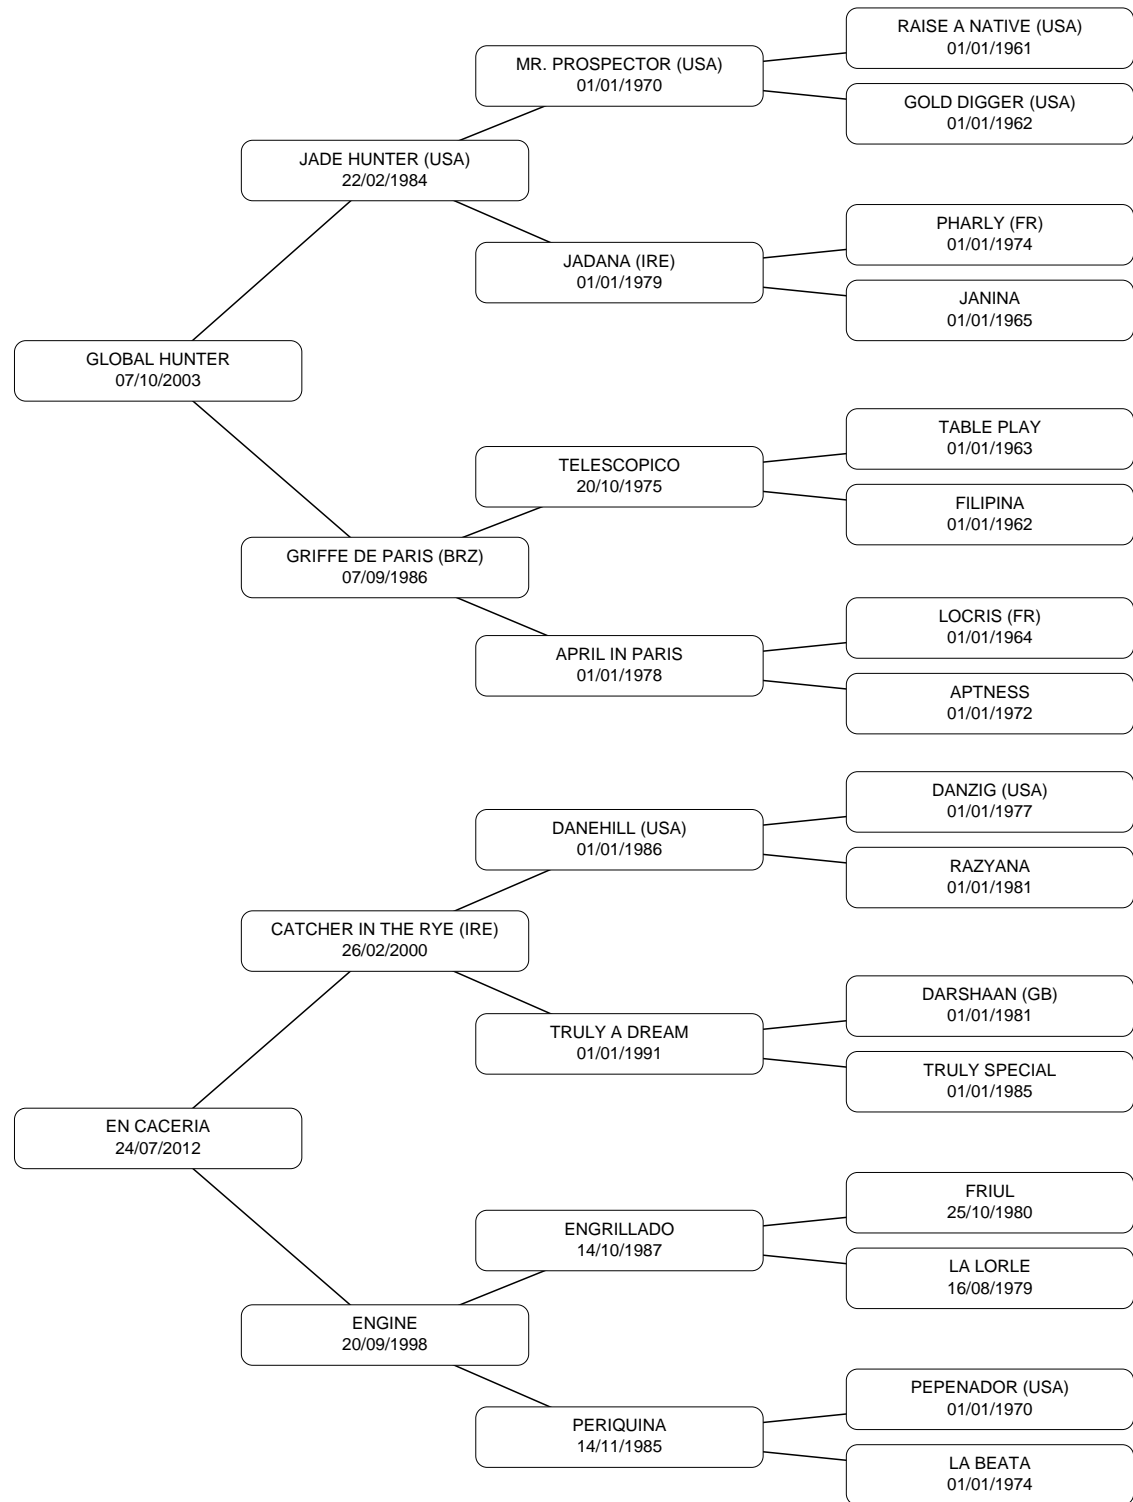 RAISE A NATIVE (USA)
01/01/1961
MR. PROSPECTOR (USA)
01/01/1970
GOLD DIGGER (USA)
01/01/1962
JADE HUNTER (USA)
22/02/1984
PHARLY (FR)
01/01/1974
JADANA (IRE)
01/01/1979
JANINA
01/01/1965
GLOBAL HUNTER
07/10/2003
TABLE PLAY
01/01/1963
TELESCOPICO
20/10/1975
FILIPINA
01/01/1962
GRIFFE DE PARIS (BRZ)
07/09/1986
LOCRIS (FR)
01/01/1964
APRIL IN PARIS
01/01/1978
APTNESS
01/01/1972
DANZIG (USA)
01/01/1977
DANEHILL (USA)
01/01/1986
RAZYANA
01/01/1981
CATCHER IN THE RYE (IRE)
26/02/2000
DARSHAAN (GB)
01/01/1981
TRULY A DREAM
01/01/1991
TRULY SPECIAL
01/01/1985
EN CACERIA
24/07/2012
FRIUL
25/10/1980
ENGRILLADO
14/10/1987
LA LORLE
16/08/1979
ENGINE
20/09/1998
PEPENADOR (USA)
01/01/1970
PERIQUINA
14/11/1985
LA BEATA
01/01/1974